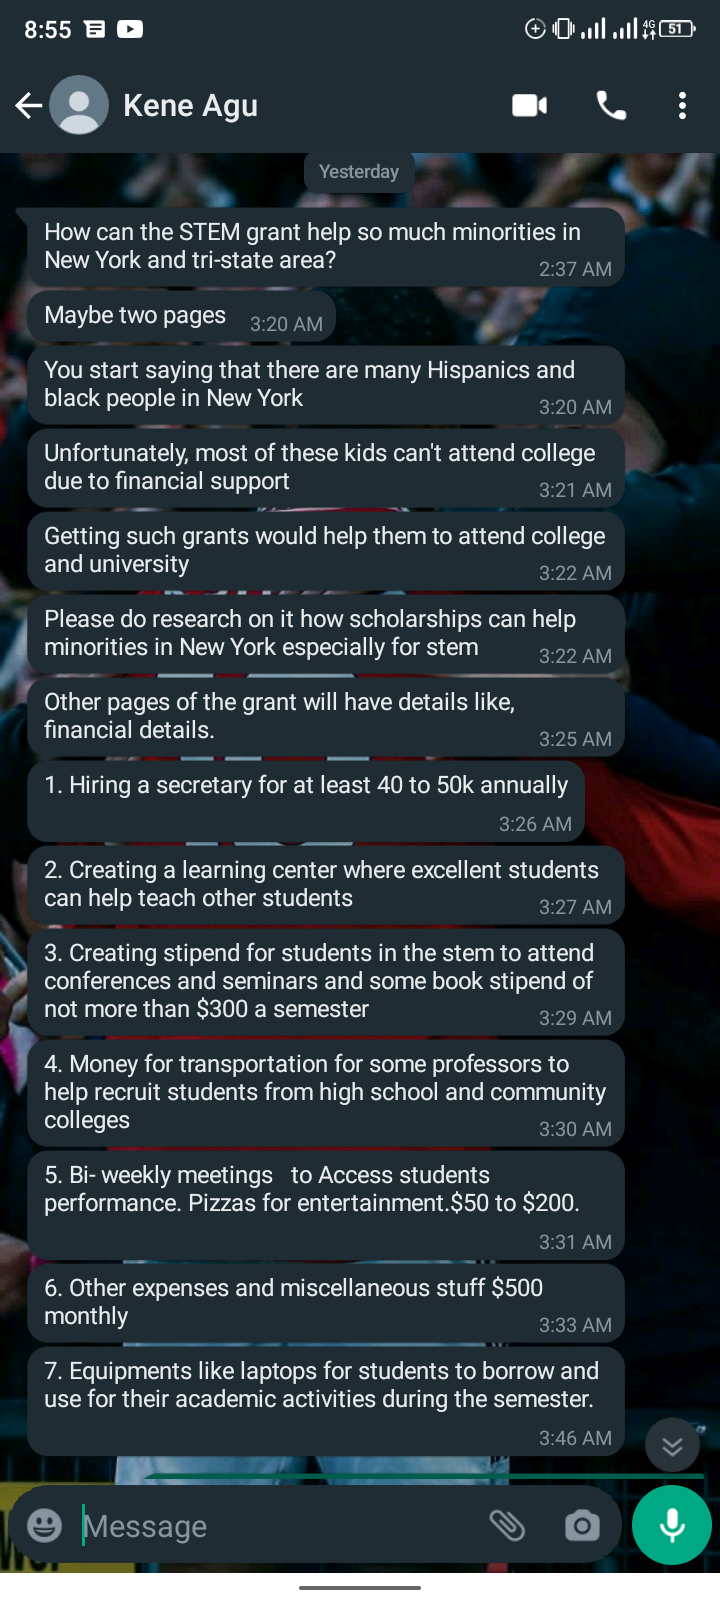 8:55
4G
51
Kene Agu
Yesterday
How can the STEM grant help so much minorities in
New York and tri-state area?
2:37 AM
Maybe two pages
3:20 AM
You start saying that there are many Hispanics and
black people in New York
3:20 AM
Unfortunately, most of these kids can't attend college
due to financial support
3:21 AM
Getting such grants would help them to attend college
and university
3:22 AM
Please do research on it how scholarships can help
minorities in New York especially for stem
3:22 AM
Other pages of the grant will have details like,
financial details.
3:25 AM
1. Hiring a secretary for at least 40 to 50k annually
3:26 AM
2. Creating a learning center where excellent students
can help teach other students
3:27 AM
3. Creating stipend for students in the stem to attend
conferences and seminars and some book stipend of
not more than $300 a semester
3:29 AM
4. Money for transportation for some professors to
help recruit students from high school and community
colleges
3:30 AM
5. Bi- weekly meetings   to Access students
performance. Pizzas for entertainment.$50 to $200.
3:31 AM
6. Other expenses and miscellaneous stuff $500
monthly
3:33 AM
7. Equipments like laptops for students to borrow and
use for their academic activities during the semester.
3:46 AM
Message